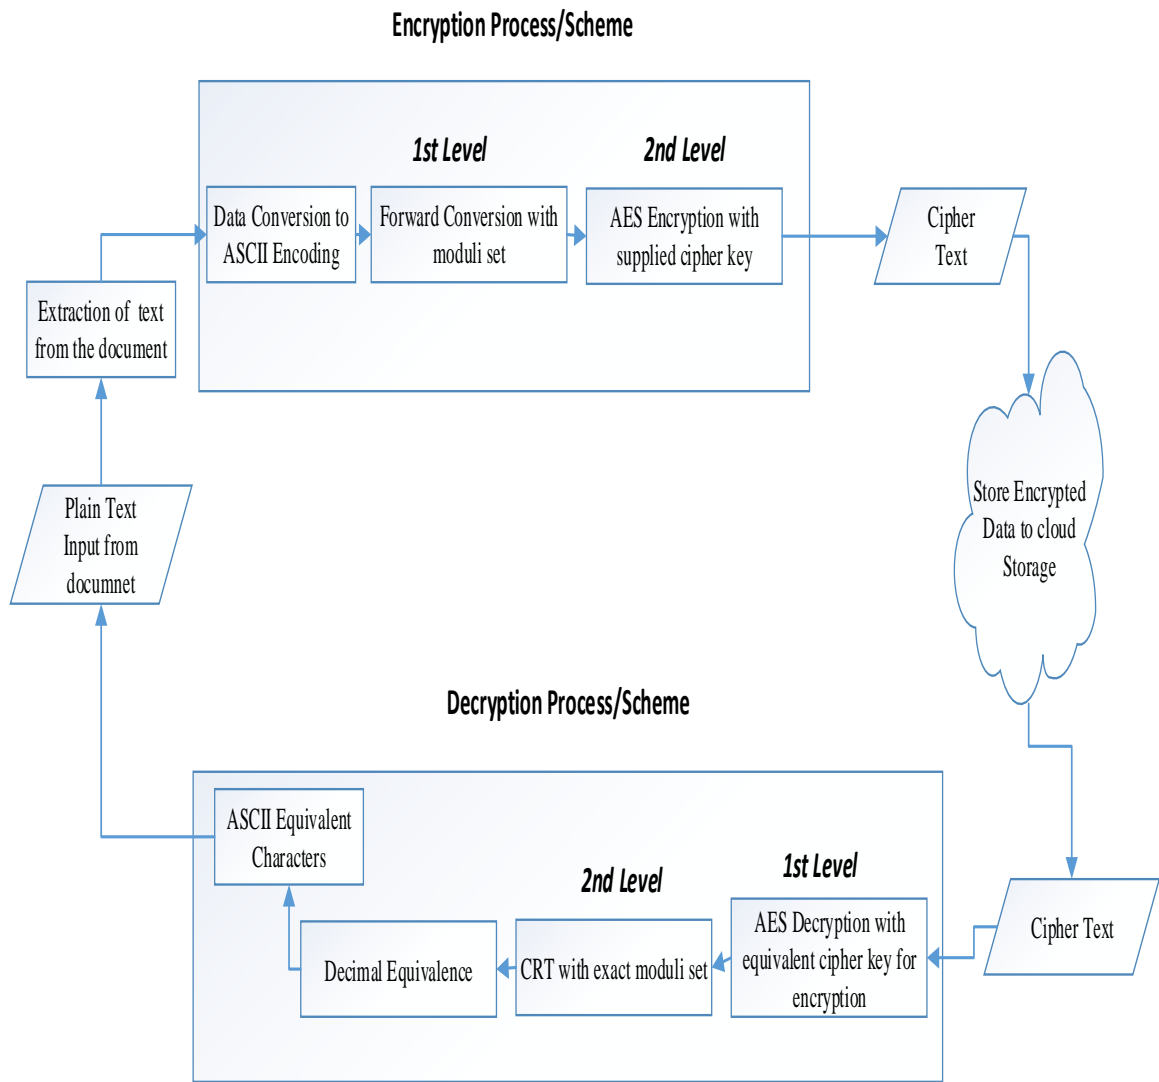 Encryption Process/Scheme
1st Level
2nd Level
Data Conversion to
ASCII Encoding
Forward Conversion with
moduli set
AES Encryption with
supplied cipher key
Cipher
Text
Extraction of text
from the document
Plain Text
Input from
documnet
Store Encrypted
Data to cloud
Storage
Decryption Process/Scheme
ASCII Equivalent
Characters
2nd Level
1st Level
Decimal Equivalence
CRT with exact moduli set
AES Decryption with
equivalent cipher key for
encryption
Cipher Text